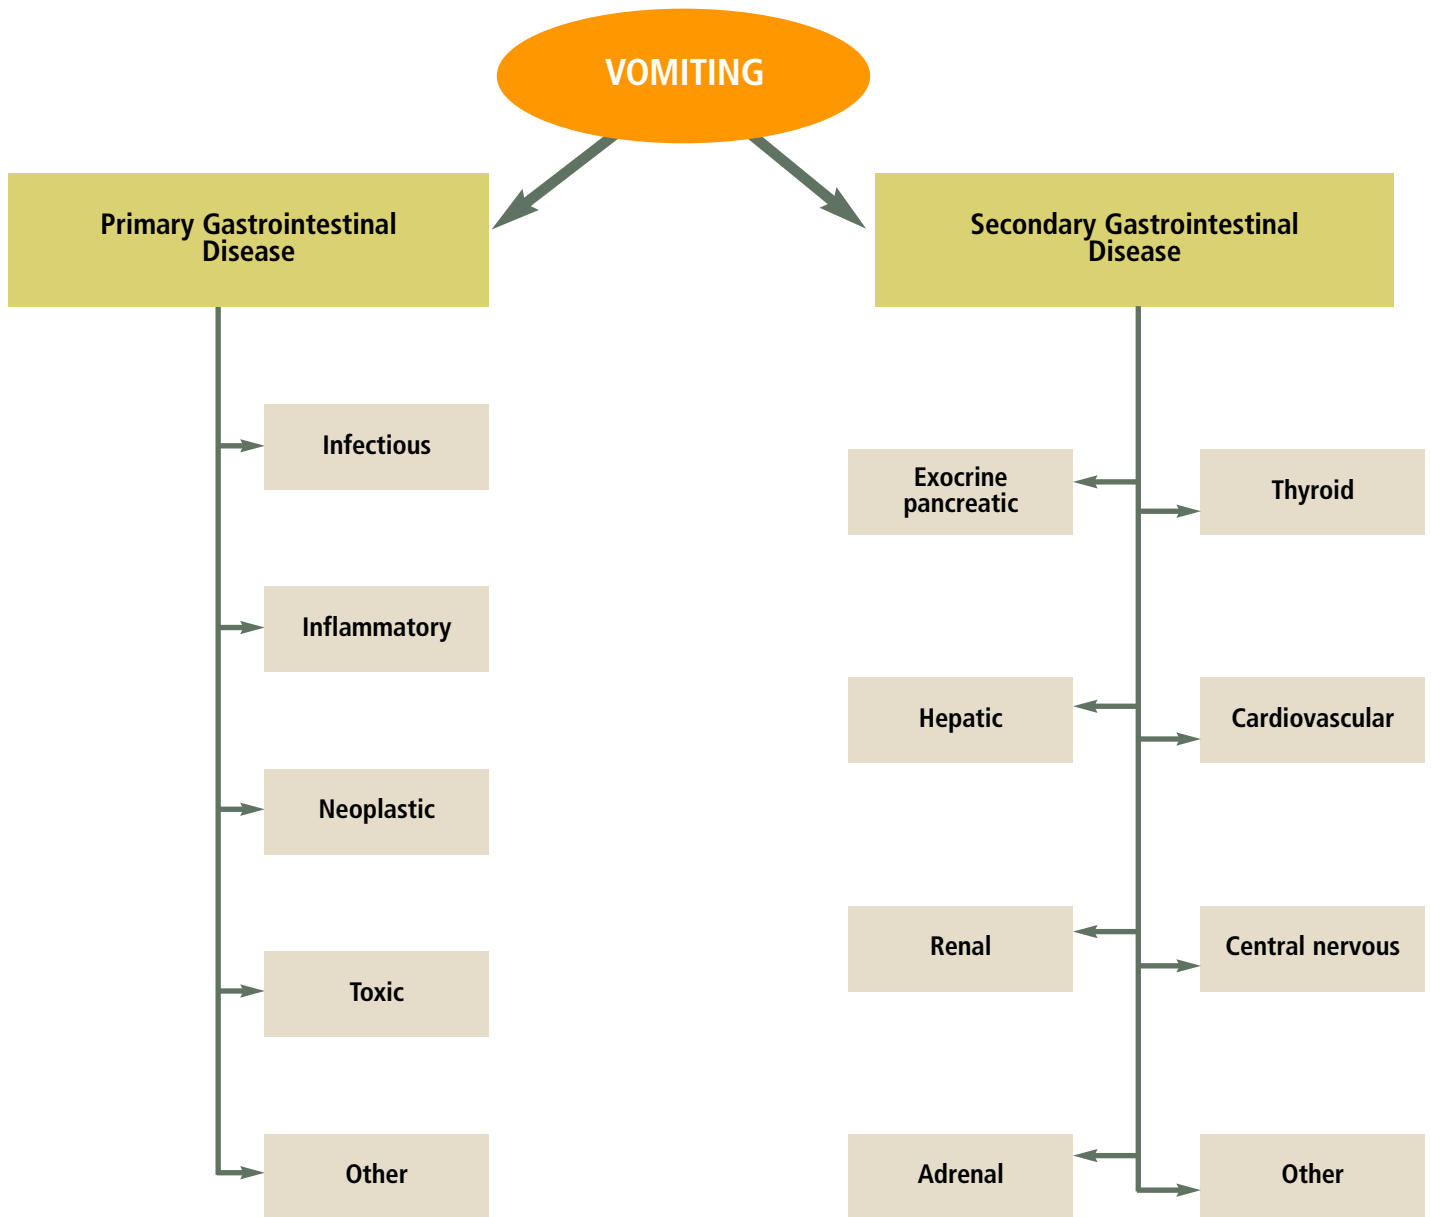 VOMITING
Primary Gastrointestinal
Disease
Infectious
Inflammatory
Neoplastic
Toxic
Other
Secondary Gastrointestinal
Disease
Exocrine
pancreatic
Hepatic
Renal
Adrenal
Thyroid
Cardiovascular
Central nervous
Other